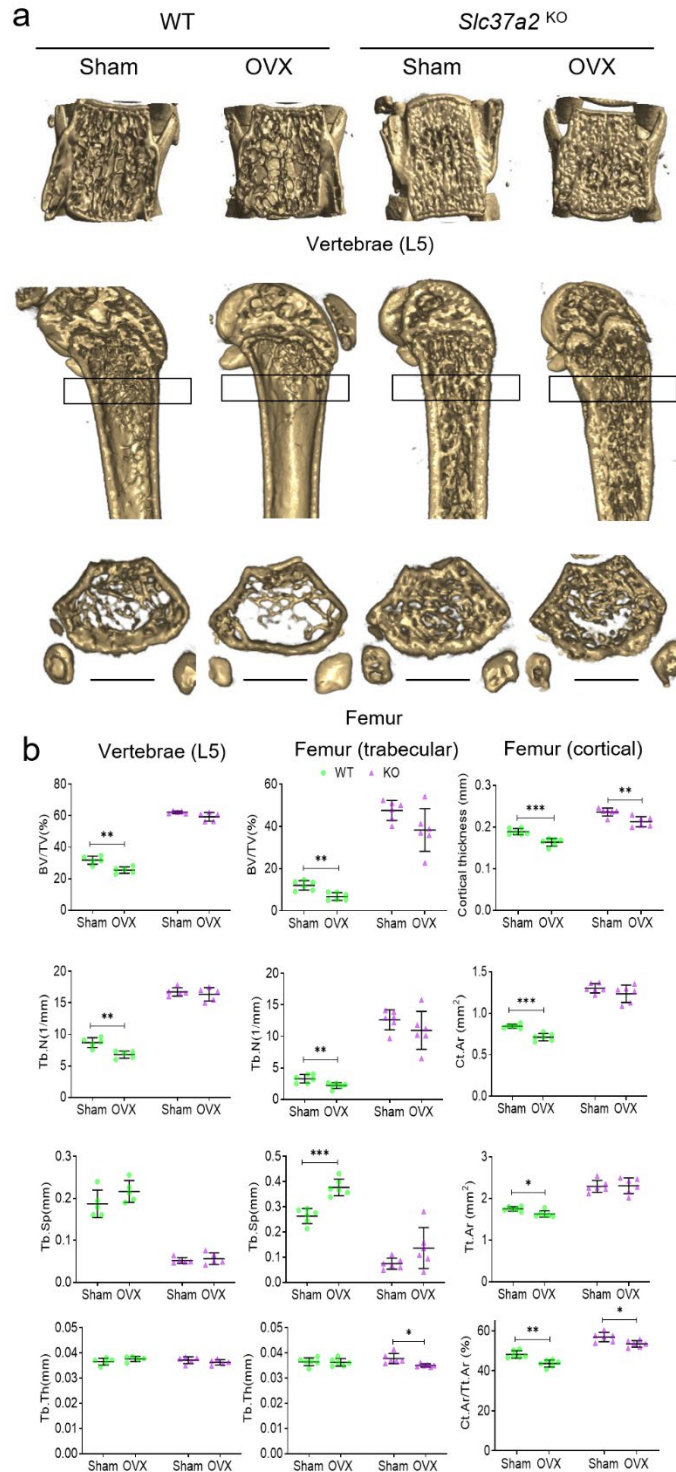 a
WT Slc37a2 KO
Sham OVX Sham OVX
Vertebrae (L5)
Femur
b
Vertebrae (L5) Femur (trabecular) Femur (cortical)
WT KO
BV/TV(%)
80
60
40
20
0
**
Sham OVX Sham OVX
BV/TV(%)
80
60
40
20
0
**
Sham OVX Sham OVX
Cortical thickness (mm)
0.3
0.2
0.1
0.0
***
**
Sham OVX Sham OVX
Tb.N(1/mm)
20
15
10
5
0
**
Sham OVX Sham OVX
Tb.N(1/mm)
20
15
10
5
0
**
Sham OVX Sham OVX
Ct.Ar (mm²)
1.5
1.0
0.5
0.0
***
Sham OVX Sham OVX
Tb.Sp(mm)
0.3
0.2
0.1
0.0
Sham OVX Sham OVX
Tb.Sp(mm)
0.5
0.4
0.3
0.2
0.1
0.0
***
Sham OVX Sham OVX
Tt.Ar (mm²)
3
2
1
0
*
Sham OVX Sham OVX
Tb.Th(mm)
0.05
0.04
0.03
0.02
0.01
0.00
Sham OVX Sham OVX
Tb.Th(mm)
0.05
0.04
0.03
0.02
0.01
0.00
*
Sham OVX Sham OVX
Ct.Ar/Tt.Ar (%)
60
40
20
0
**
*
Sham OVX Sham OVX